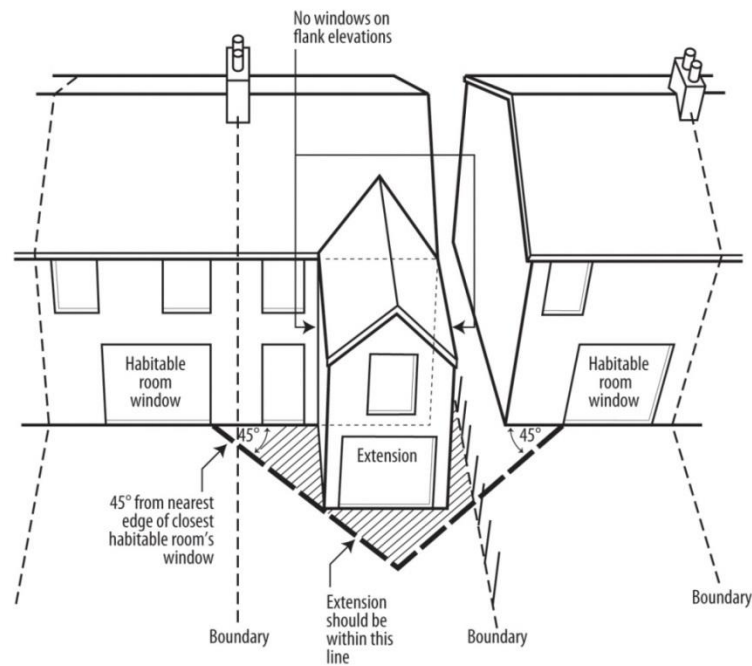 No windows on
flank elevations
Habitable
room
window
Habitable
room
window
45°
45°
Extension
45° from nearest
edge of closest
habitable room's
window
Extension
should be
within this
line
Boundary
Boundary
Boundary